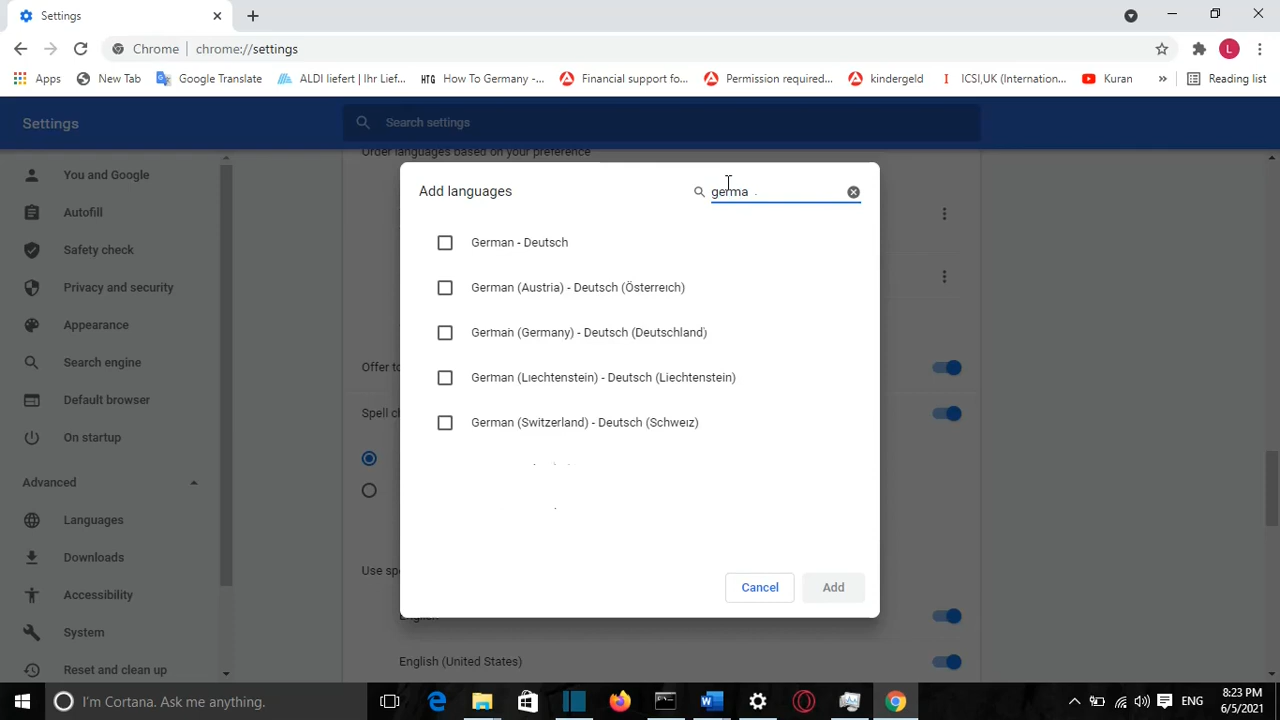 Settings
Chrome chrome://settings
L
Apps New Tab Google Translate ALDI liefert | Ihr Lief... HTG How To Germany -... Financial support fo... Permission required... kindergeld ICSI,UK (Internation... Kuran » Reading list
Settings
Search settings
You and Google
Autofill
Safety check
Privacy and security
Appearance
Search engine
Default browser
On startup
Advanced
Languages
Downloads
Accessibility
System
Reset and clean up
Order languages based on your preference
Offer to
Spell ch
Use spe
English
English (United States)
Add languages
germa
German - Deutsch
German (Austria) - Deutsch (Österreich)
German (Germany) - Deutsch (Deutschland)
German (Liechtenstein) - Deutsch (Liechtenstein)
German (Switzerland) - Deutsch (Schweiz)
Cancel
Add
I'm Cortana. Ask me anything.
ENG
8:23 PM
6/5/2021